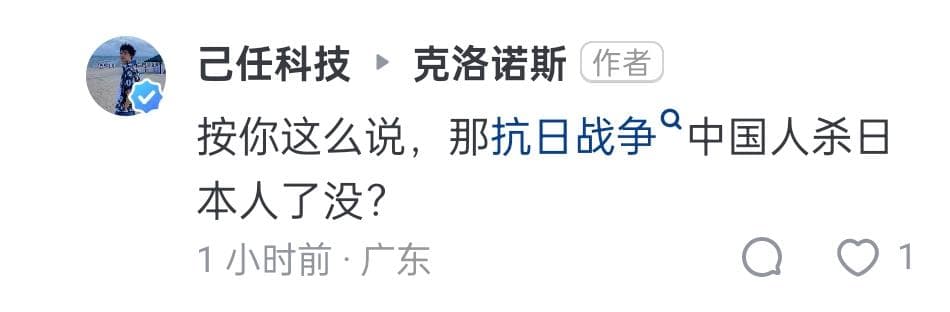 己任科技 ▸ 克洛诺斯 作者
按你这么说，那抗日战争中国人杀日
本人了没？
1 小时前 · 广东
1